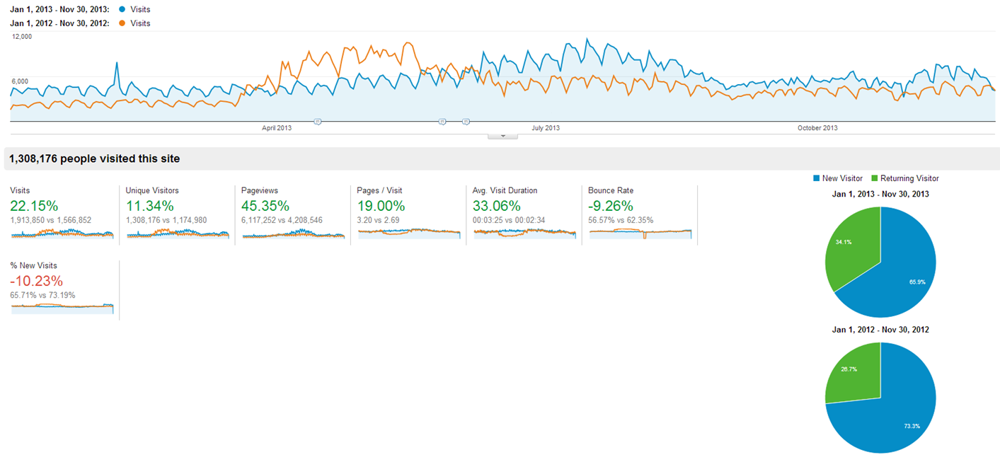 Jan 1, 2013 - Nov 30, 2013: Visits
Jan 1, 2012 - Nov 30, 2012: Visits
12,000
6,000
April 2013 July 2013 October 2013
1,308,176 people visited this site
Visits
22.15%
1,913,850 vs 1,566,852
Unique Visitors
11.34%
1,308,176 vs 1,174,980
Pageviews
45.35%
6,117,252 vs 4,208,546
Pages / Visit
19.00%
3.20 vs 2.69
Avg. Visit Duration
33.06%
00:03:25 vs 00:02:34
Bounce Rate
-9.26%
56.57% vs 62.35%
% New Visits
-10.23%
65.71% vs 73.19%
New Visitor Returning Visitor
Jan 1, 2013 - Nov 30, 2013
34.1%
65.9%
Jan 1, 2012 - Nov 30, 2012
26.7%
73.3%